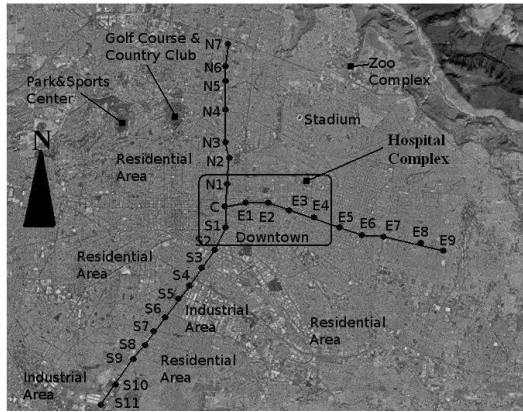 Golf Course &
Country Club
N7
N6
N5
N4
N3
N2
N1
Zoo
Complex
Park&Sports
Center
Stadium
N
Hospital
Complex
Residential
Area
C
E1
E2
E3
E4
E5
E6
E7
E8
E9
Downtown
S1
S2
S3
S4
S5
S6
S7
S8
S9
S10
S11
Residential
Area
Industrial
Area
Residential
Area
Residential
Area
Industrial
Area